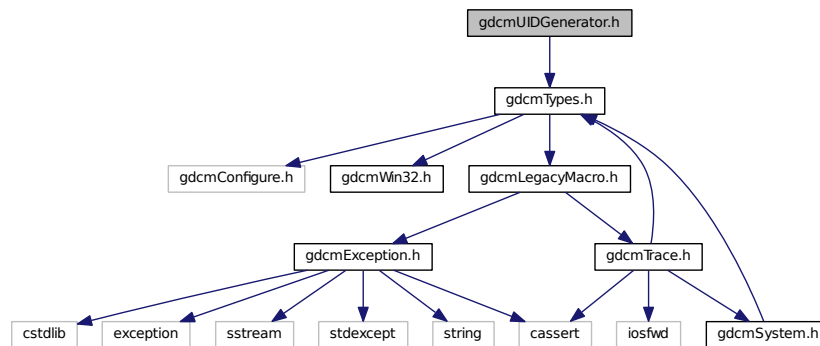 gdcmUIDGenerator.h
gdcmTypes.h
gdcmConfigure.h
gdcmWin32.h
gdcmLegacyMacro.h
gdcmException.h
gdcmTrace.h
cstdlib
exception
sstream
stdexcept
string
cassert
iosfwd
gdcmSystem.h